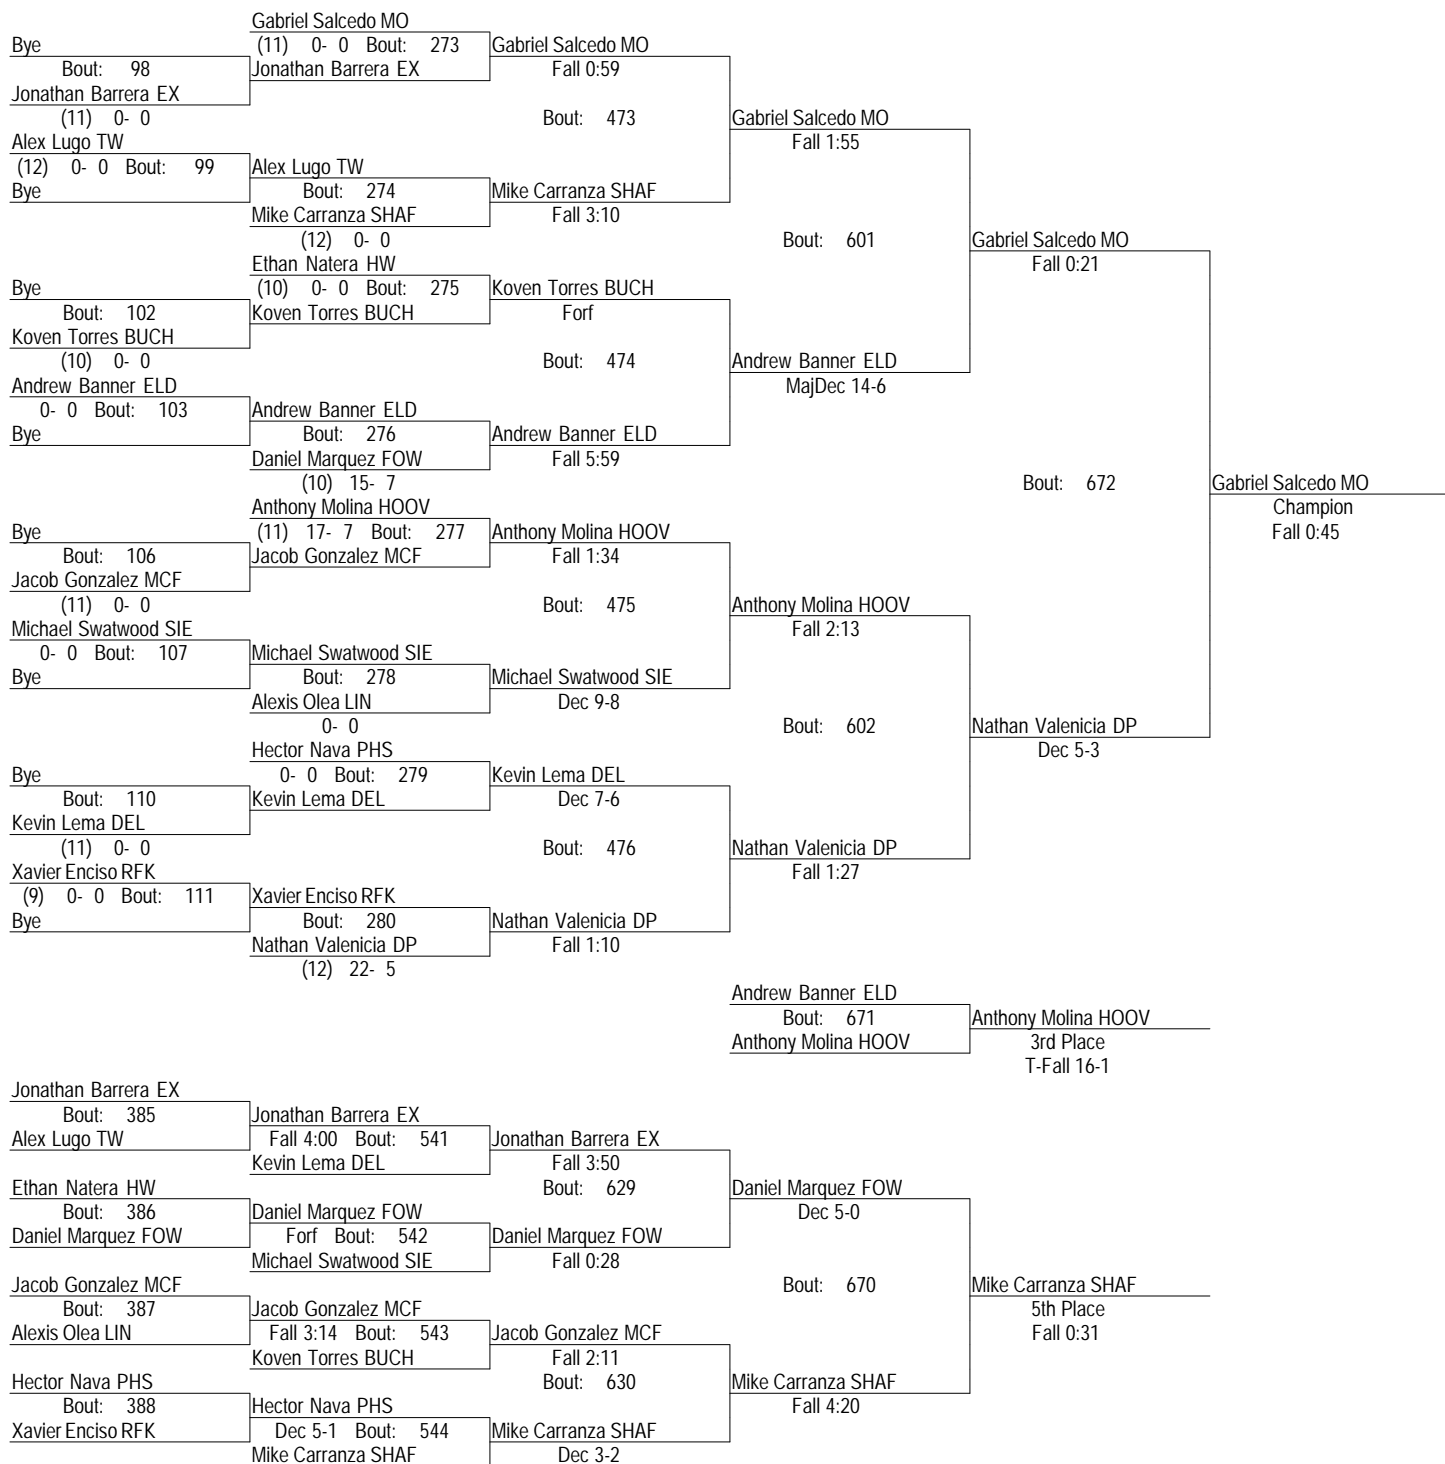 Gabriel Salcedo MO
Bye (11) 0- 0 Bout: 273 Gabriel Salcedo MO
Bout: 98 Jonathan Barrera EX Fall 0:59
Jonathan Barrera EX
(11) 0- 0 Bout: 473 Gabriel Salcedo MO
Alex Lugo TW Fall 1:55
(12) 0- 0 Bout: 99 Alex Lugo TW
Bye Bout: 274 Mike Carranza SHAF
Mike Carranza SHAF Fall 3:10
(12) 0- 0 Bout: 601 Gabriel Salcedo MO
Ethan Natera HW Fall 0:21
Bye (10) 0- 0 Bout: 275 Koven Torres BUCH
Bout: 102 Koven Torres BUCH Forf
Koven Torres BUCH
(10) 0- 0 Bout: 474 Andrew Banner ELD
Andrew Banner ELD MajDec 14-6
0- 0 Bout: 103 Andrew Banner ELD
Bye Bout: 276 Andrew Banner ELD
Daniel Marquez FOW Fall 5:59
(10) 15- 7 Bout: 672 Gabriel Salcedo MO
Anthony Molina HOOV Champion
Bye (11) 17- 7 Bout: 277 Anthony Molina HOOV Fall 0:45
Bout: 106 Jacob Gonzalez MCF Fall 1:34
Jacob Gonzalez MCF
(11) 0- 0 Bout: 475 Anthony Molina HOOV
Michael Swatwood SIE Fall 2:13
0- 0 Bout: 107 Michael Swatwood SIE
Bye Bout: 278 Michael Swatwood SIE
Alexis Olea LIN Dec 9-8
0- 0 Bout: 602 Nathan Valenicia DP
Hector Nava PHS Dec 5-3
Bye 0- 0 Bout: 279 Kevin Lema DEL
Bout: 110 Kevin Lema DEL Dec 7-6
Kevin Lema DEL
(11) 0- 0 Bout: 476 Nathan Valenicia DP
Xavier Enciso RFK Fall 1:27
(9) 0- 0 Bout: 111 Xavier Enciso RFK
Bye Bout: 280 Nathan Valenicia DP
Nathan Valenicia DP Fall 1:10
(12) 22- 5
Andrew Banner ELD
Bout: 671 Anthony Molina HOOV
Anthony Molina HOOV 3rd Place
T-Fall 16-1
Jonathan Barrera EX
Bout: 385 Jonathan Barrera EX
Alex Lugo TW Fall 4:00 Bout: 541 Jonathan Barrera EX
Kevin Lema DEL Fall 3:50
Ethan Natera HW Bout: 629 Daniel Marquez FOW
Bout: 386 Daniel Marquez FOW Dec 5-0
Daniel Marquez FOW Forf Bout: 542 Daniel Marquez FOW
Michael Swatwood SIE Fall 0:28
Jacob Gonzalez MCF Bout: 670 Mike Carranza SHAF
Bout: 387 Jacob Gonzalez MCF 5th Place
Alexis Olea LIN Fall 3:14 Bout: 543 Jacob Gonzalez MCF Fall 0:31
Koven Torres BUCH Fall 2:11
Hector Nava PHS Bout: 630 Mike Carranza SHAF
Bout: 388 Hector Nava PHS Fall 4:20
Xavier Enciso RFK Dec 5-1 Bout: 544 Mike Carranza SHAF
Mike Carranza SHAF Dec 3-2